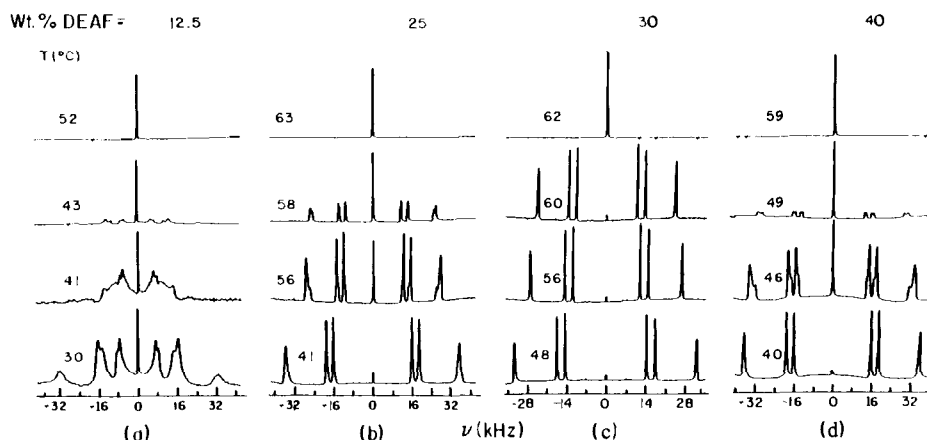 Wt.% DEAF = 12.5 25 30 40
T (°C)
52 63 62 59
43 58 60 49
41 56 56 46
30 41 48 40
-32 -16 0 16 32 -32 -16 0 16 32 -28 -14 0 14 28 -32 -16 0 16 32
(a) (b) ν (kHz) (c) (d)